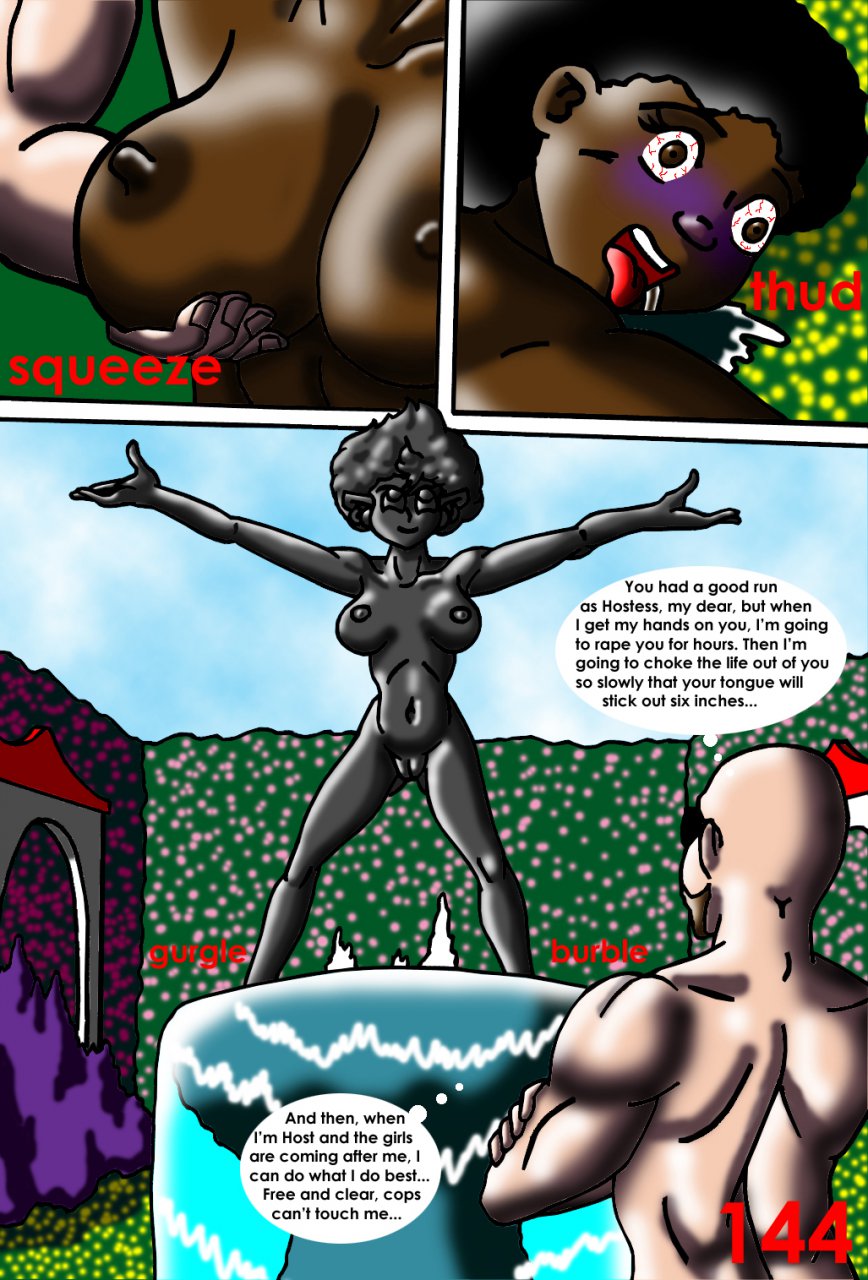 squeeze
thud
You had a good run
as Hostess, my dear, but when
I get my hands on you, I'm going
to rape you for hours. Then I'm
going to choke the life out of you
so slowly that your tongue will
stick out six inches...
gurgle
burble
And then, when
I'm Host and the girls
are coming after me, I
can do what I do best...
Free and clear, cops
can't touch me...
144